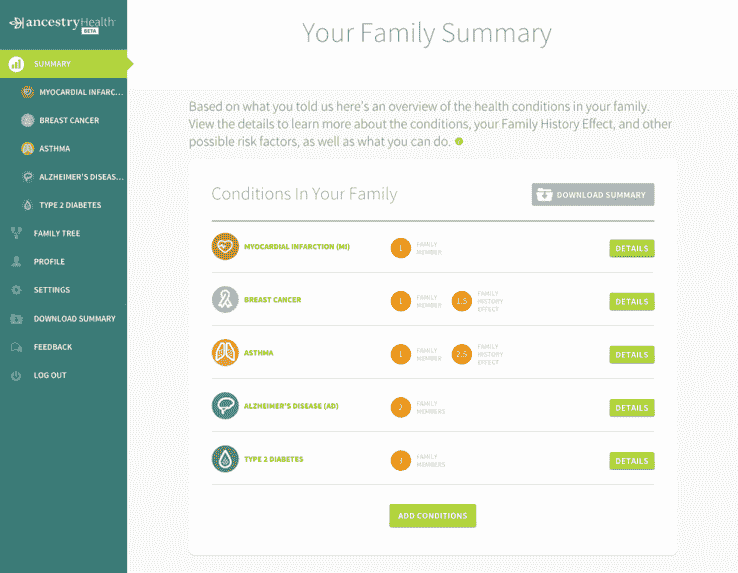 ancestryHealth
BETA
SUMMARY
MYOCARDIAL INFARC...
BREAST CANCER
ASTHMA
ALZHEIMER'S DISEAS...
TYPE 2 DIABETES
FAMILY TREE
PROFILE
SETTINGS
DOWNLOAD SUMMARY
FEEDBACK
LOG OUT
Your Family Summary
Based on what you told us here's an overview of the health conditions in your family.
View the details to learn more about the conditions, your Family History Effect, and other
possible risk factors, as well as what you can do.
Conditions In Your Family
DOWNLOAD SUMMARY
MYOCARDIAL INFARCTION (MI)
1 FAMILY
MEMBER
DETAILS
BREAST CANCER
1 FAMILY
MEMBER
1.5 FAMILY
HISTORY
EFFECT
DETAILS
ASTHMA
1 FAMILY
MEMBER
2.5 FAMILY
HISTORY
EFFECT
DETAILS
ALZHEIMER'S DISEASE (AD)
2 FAMILY
MEMBERS
DETAILS
TYPE 2 DIABETES
3 FAMILY
MEMBERS
DETAILS
ADD CONDITIONS